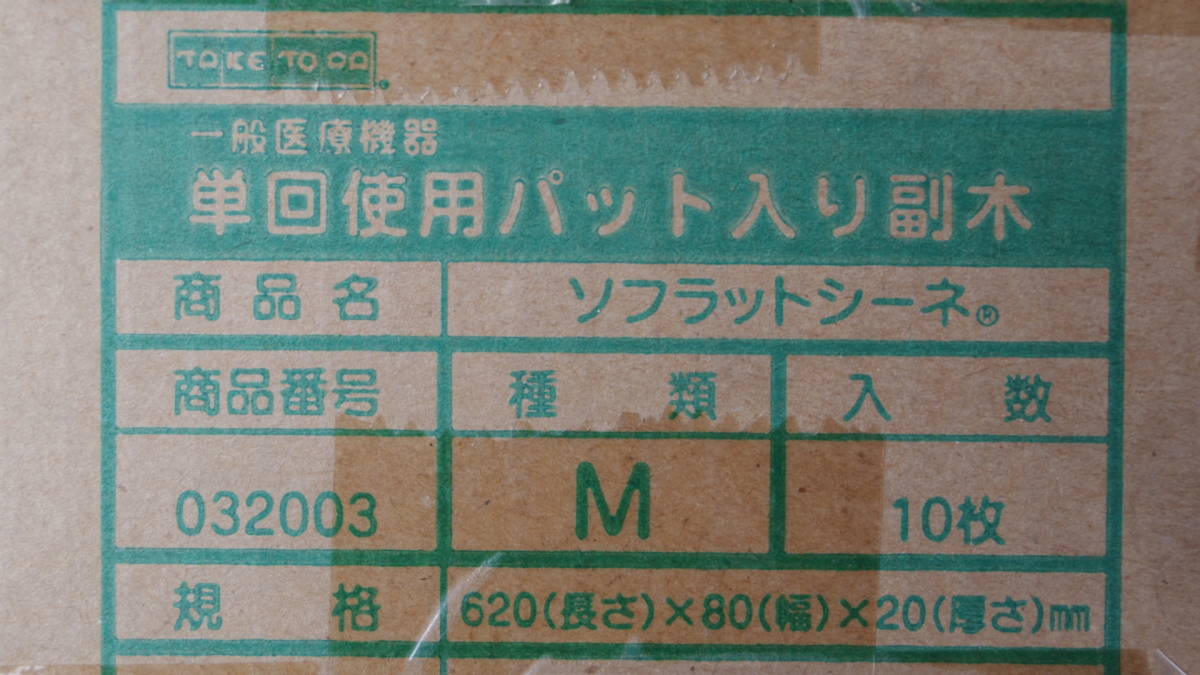 TAKE TORA
一般医療機器
単回使用パット入り副木
商品名 ソフラットシーネ®
商品番号 種類 入数
032003 M 10枚
規格 620(長さ)×80(幅)×20(厚さ)mm